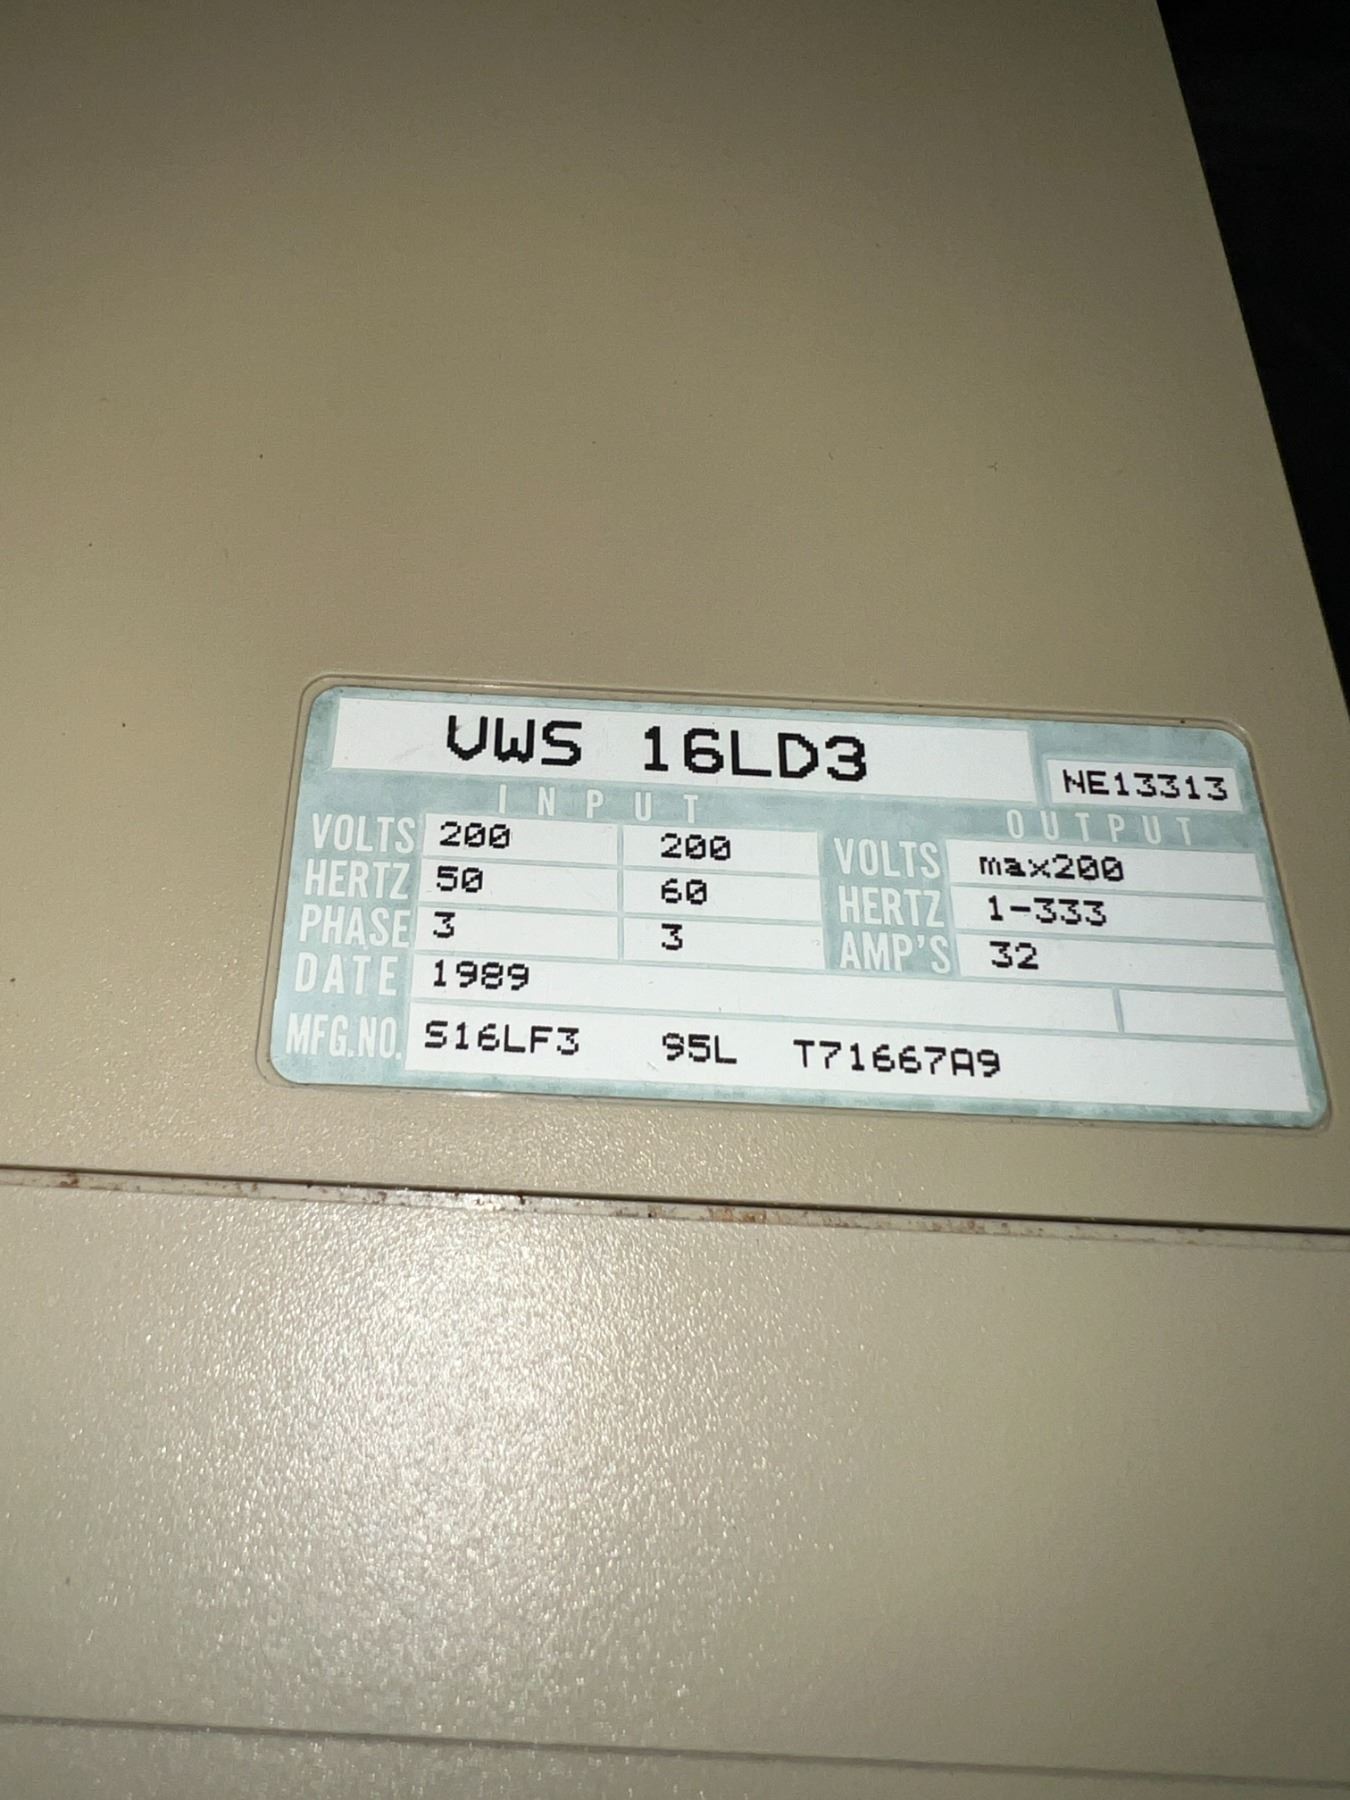 VWS 16LD3
NE13313
INPUT
OUTPUT
VOLTS 200 200 VOLTS max200
HERTZ 50 60 HERTZ 1-333
PHASE 3 3 AMP'S 32
DATE 1989
MFG.NO. S16LF3 95L T71667A9